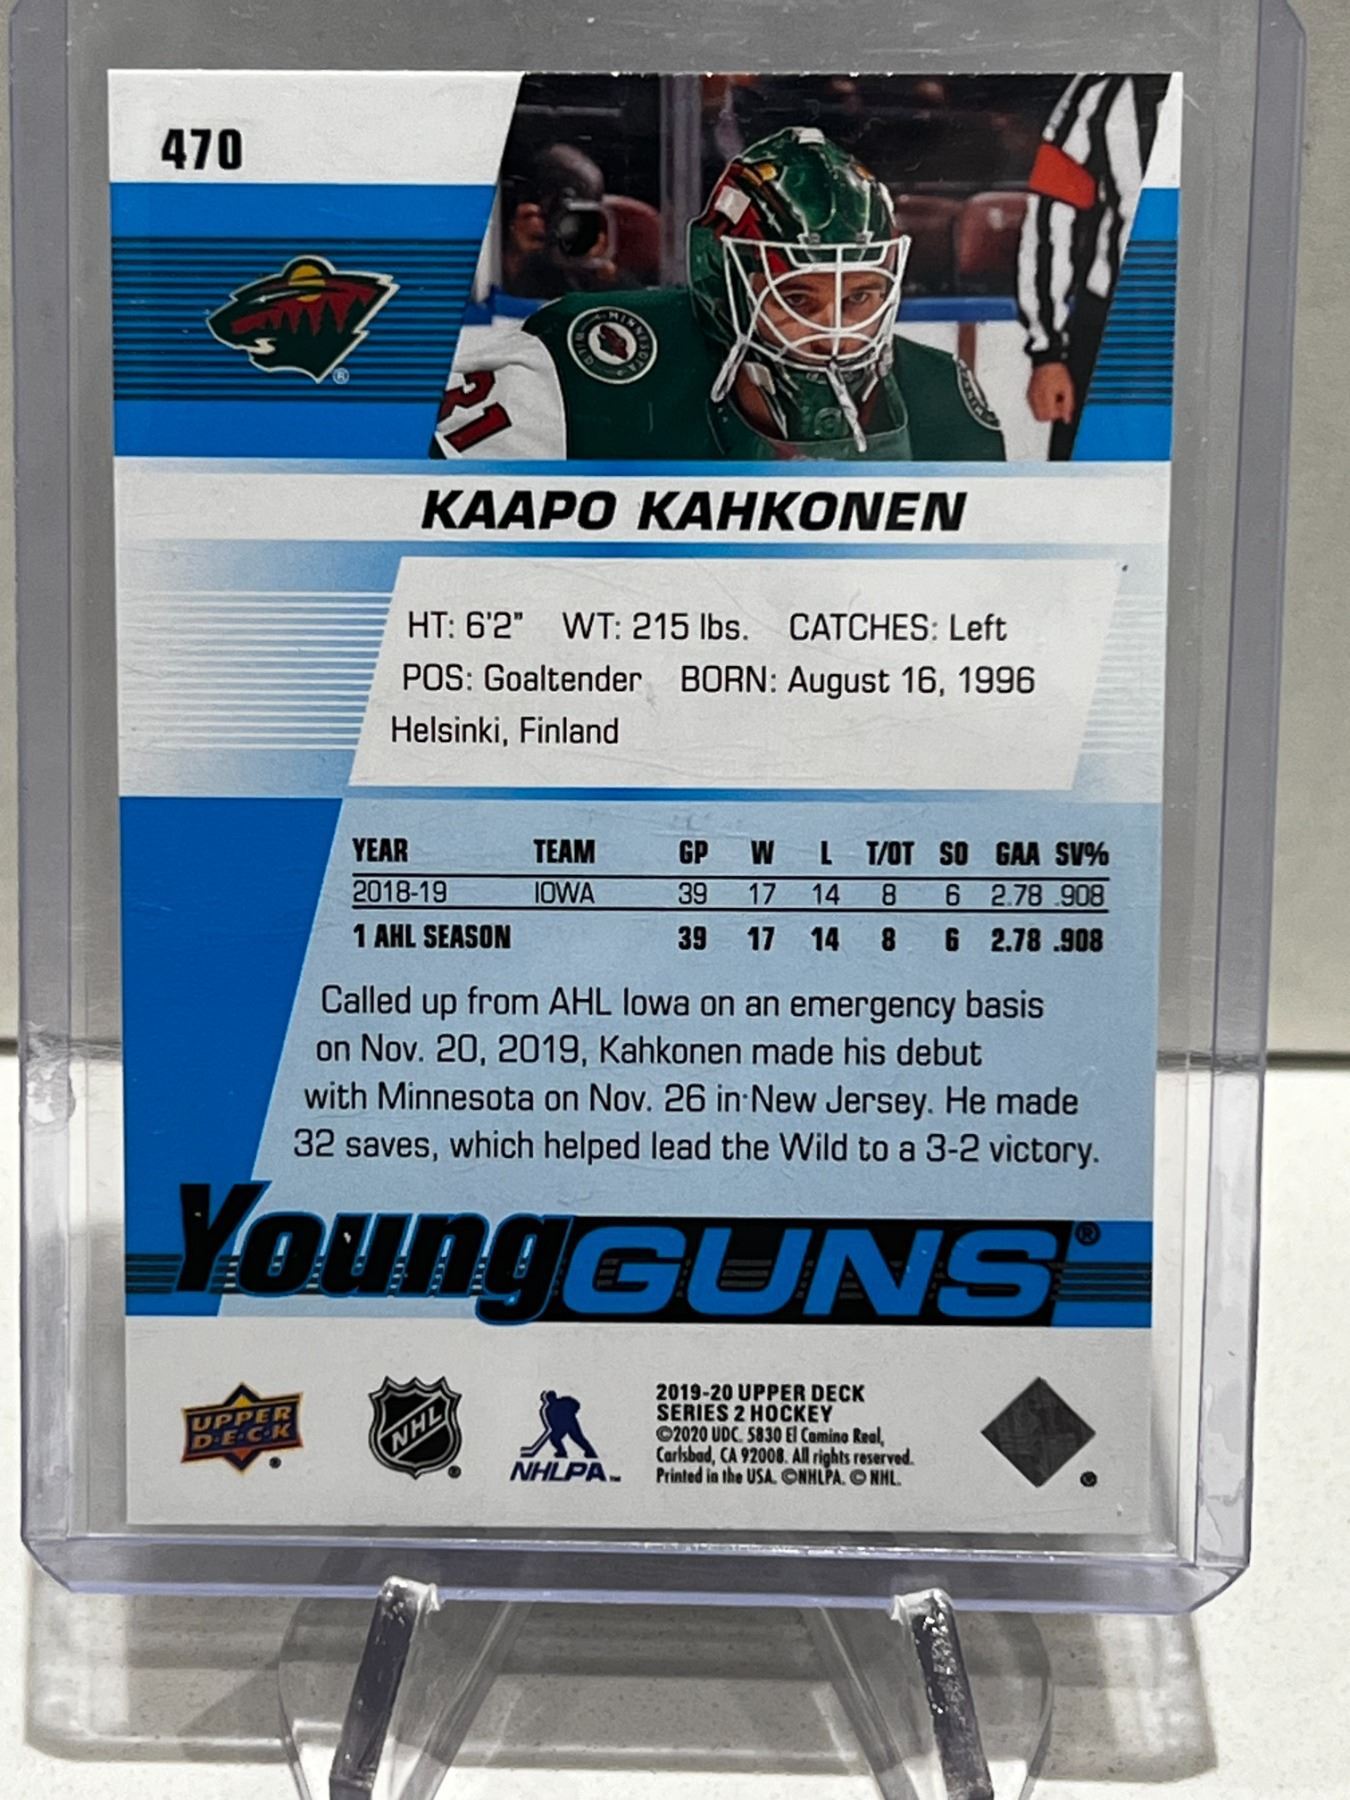 470
MINNESOTA
WILD
31
KAAPO KAHKONEN
HT: 6'2" WT: 215 lbs. CATCHES: Left
POS: Goaltender BORN: August 16, 1996
Helsinki, Finland
YEAR TEAM GP W L T/OT SO GAA SV%
2018-19 IOWA 39 17 14 8 6 2.78 .908
1 AHL SEASON 39 17 14 8 6 2.78 .908
Called up from AHL Iowa on an emergency basis
on Nov. 20, 2019, Kahkonen made his debut
with Minnesota on Nov. 26 in New Jersey. He made
32 saves, which helped lead the Wild to a 3-2 victory.
Young GUNS®
UPPER
D·E·C·K
NHL
NHLPA™
2019-20 UPPER DECK
SERIES 2 HOCKEY
©2020 UDC. 5830 El Camino Real,
Carlsbad, CA 92008. All rights reserved.
Printed in the USA. ©NHLPA. © NHL.